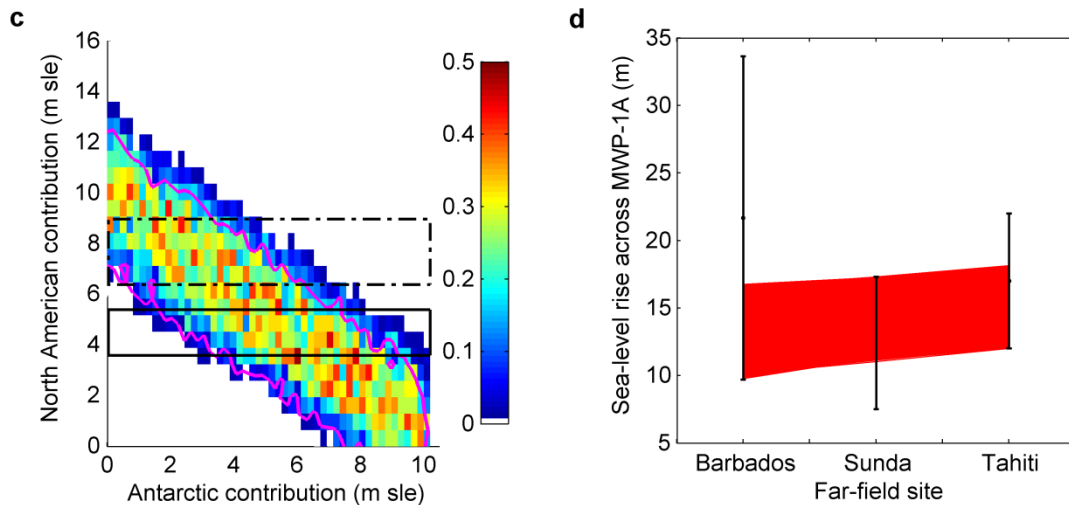 c
North American contribution (m sle)
16
14
12
10
8
6
4
2
0
0 2 4 6 8 10
Antarctic contribution (m sle)
0.5
0.4
0.3
0.2
0.1
0
d
Sea-level rise across MWP-1A (m)
35
30
25
20
15
10
5
Barbados Sunda Tahiti
Far-field site